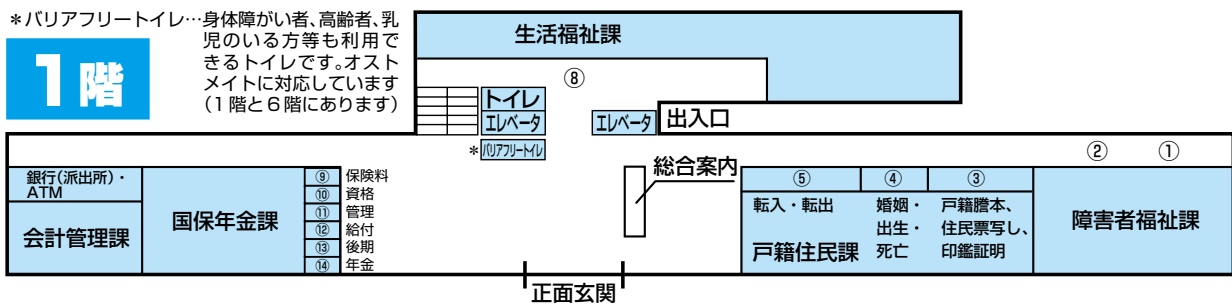 *バリアフリートイレ…身体障がい者、高齢者、乳
児のいる方等も利用で
きるトイレです。オスト
メイトに対応しています
(1階と6階にあります)
1階
生活福祉課
⑧
トイレ
エレベータ
エレベータ
出入口
*バリアフリートイレ
総合案内
②
①
銀行(派出所)・
ATM
会計管理課
国保年金課
⑨ 保険料
⑩ 資格
⑪ 管理
⑫ 給付
⑬ 後期
⑭ 年金
⑤
転入・転出
戸籍住民課
④
婚姻・
出生・
死亡
③
戸籍謄本、
住民票写し、
印鑑証明
障害者福祉課
正面玄関